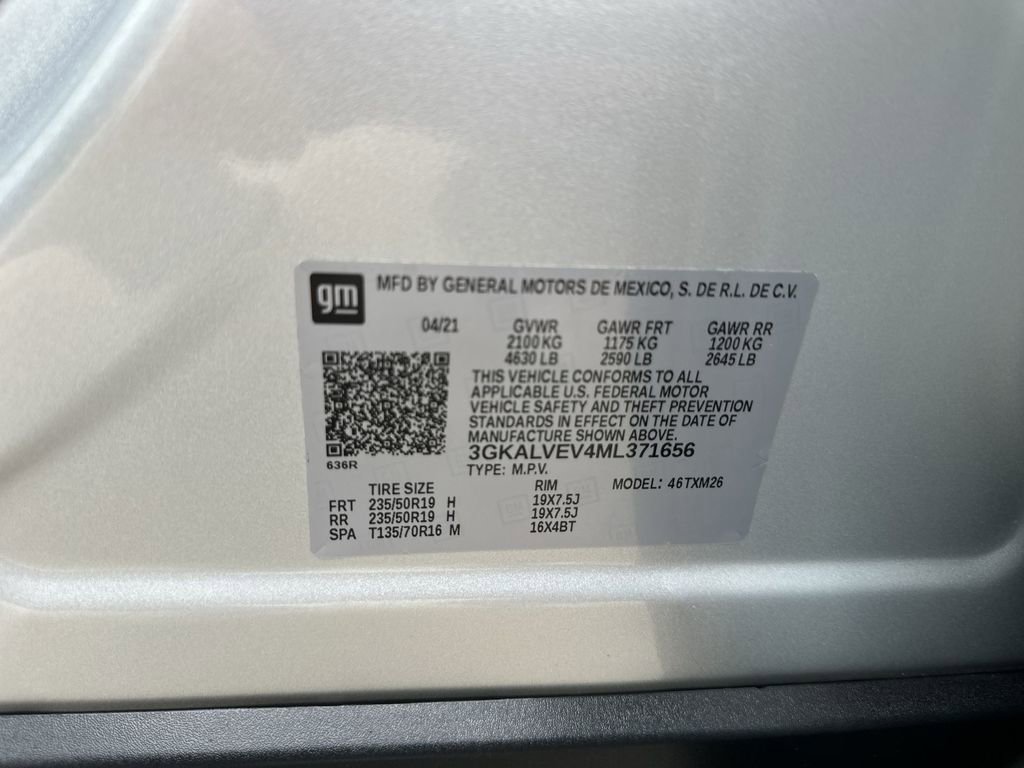 gm
MFD BY GENERAL MOTORS DE MEXICO, S. DE R.L. DE C.V.
04/21 GVWR GAWR FRT GAWR RR
2100 KG 1175 KG 1200 KG
4630 LB 2590 LB 2645 LB
THIS VEHICLE CONFORMS TO ALL
APPLICABLE U.S. FEDERAL MOTOR
VEHICLE SAFETY AND THEFT PREVENTION
STANDARDS IN EFFECT ON THE DATE OF
MANUFACTURE SHOWN ABOVE.
3GKALVEV4ML371656
636R
TYPE: M.P.V.
TIRE SIZE RIM MODEL: 46TXM26
FRT 235/50R19 H 19X7.5J
RR 235/50R19 H 19X7.5J
SPA T135/70R16 M 16X4BT